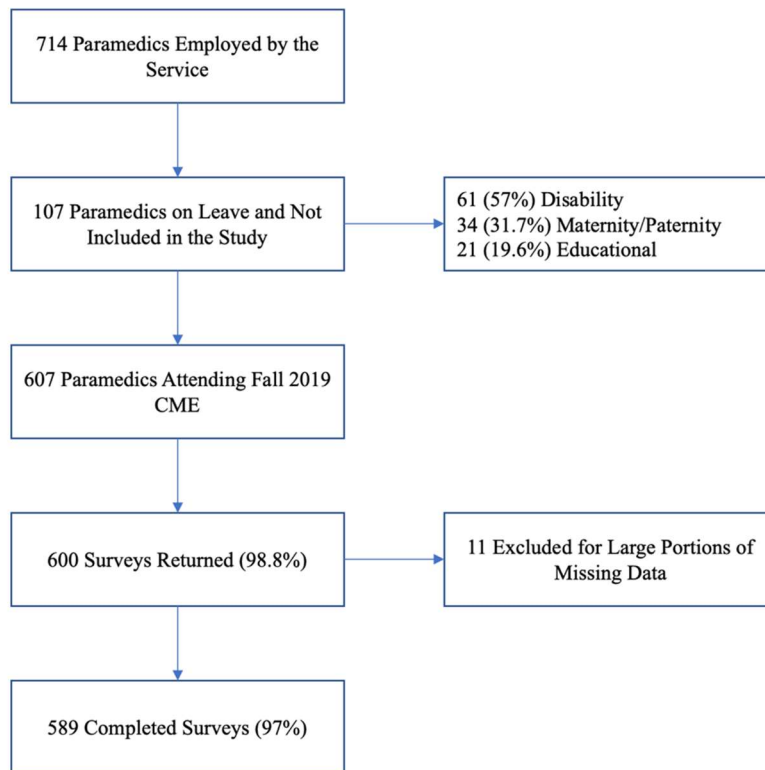 714 Paramedics Employed by the
Service
107 Paramedics on Leave and Not
Included in the Study
61 (57%) Disability
34 (31.7%) Maternity/Paternity
21 (19.6%) Educational
607 Paramedics Attending Fall 2019
CME
600 Surveys Returned (98.8%)
11 Excluded for Large Portions of
Missing Data
589 Completed Surveys (97%)